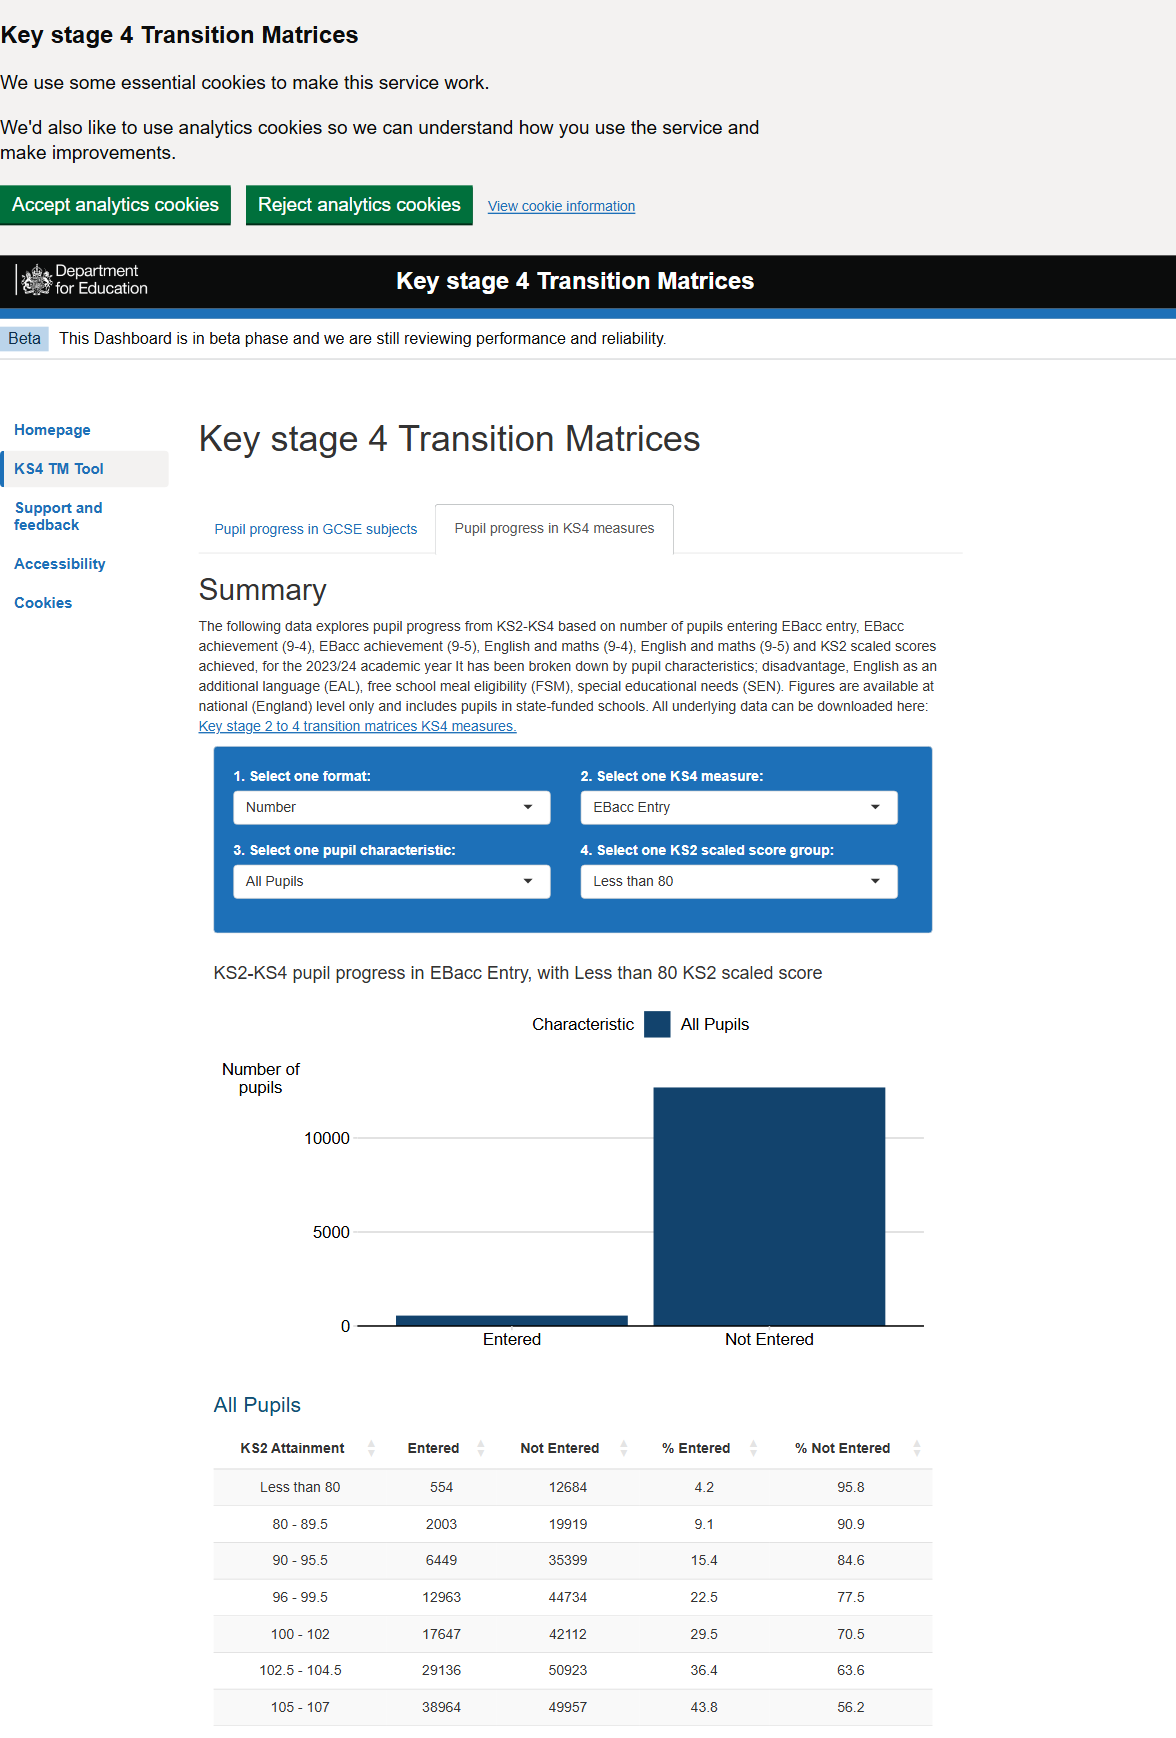 Key stage 4 Transition Matrices
We use some essential cookies to make this service work.
We'd also like to use analytics cookies so we can understand how you use the service and
make improvements.
Accept analytics cookies Reject analytics cookies View cookie information
Department
for Education
Key stage 4 Transition Matrices
Beta This Dashboard is in beta phase and we are still reviewing performance and reliability.
Homepage
KS4 TM Tool
Support and
feedback
Accessibility
Cookies
Key stage 4 Transition Matrices
Pupil progress in GCSE subjects Pupil progress in KS4 measures
Summary
The following data explores pupil progress from KS2-KS4 based on number of pupils entering EBacc entry, EBacc
achievement (9-4), EBacc achievement (9-5), English and maths (9-4), English and maths (9-5) and KS2 scaled scores
achieved, for the 2023/24 academic year It has been broken down by pupil characteristics; disadvantage, English as an
additional language (EAL), free school meal eligibility (FSM), special educational needs (SEN). Figures are available at
national (England) level only and includes pupils in state-funded schools. All underlying data can be downloaded here:
Key stage 2 to 4 transition matrices KS4 measures.
1. Select one format: 2. Select one KS4 measure:
Number EBacc Entry
3. Select one pupil characteristic: 4. Select one KS2 scaled score group:
All Pupils Less than 80
KS2-KS4 pupil progress in EBacc Entry, with Less than 80 KS2 scaled score
Characteristic All Pupils
Number of
pupils
10000
5000
0
Entered Not Entered
All Pupils
KS2 Attainment Entered Not Entered % Entered % Not Entered
Less than 80 554 12684 4.2 95.8
80 - 89.5 2003 19919 9.1 90.9
90 - 95.5 6449 35399 15.4 84.6
96 - 99.5 12963 44734 22.5 77.5
100 - 102 17647 42112 29.5 70.5
102.5 - 104.5 29136 50923 36.4 63.6
105 - 107 38964 49957 43.8 56.2